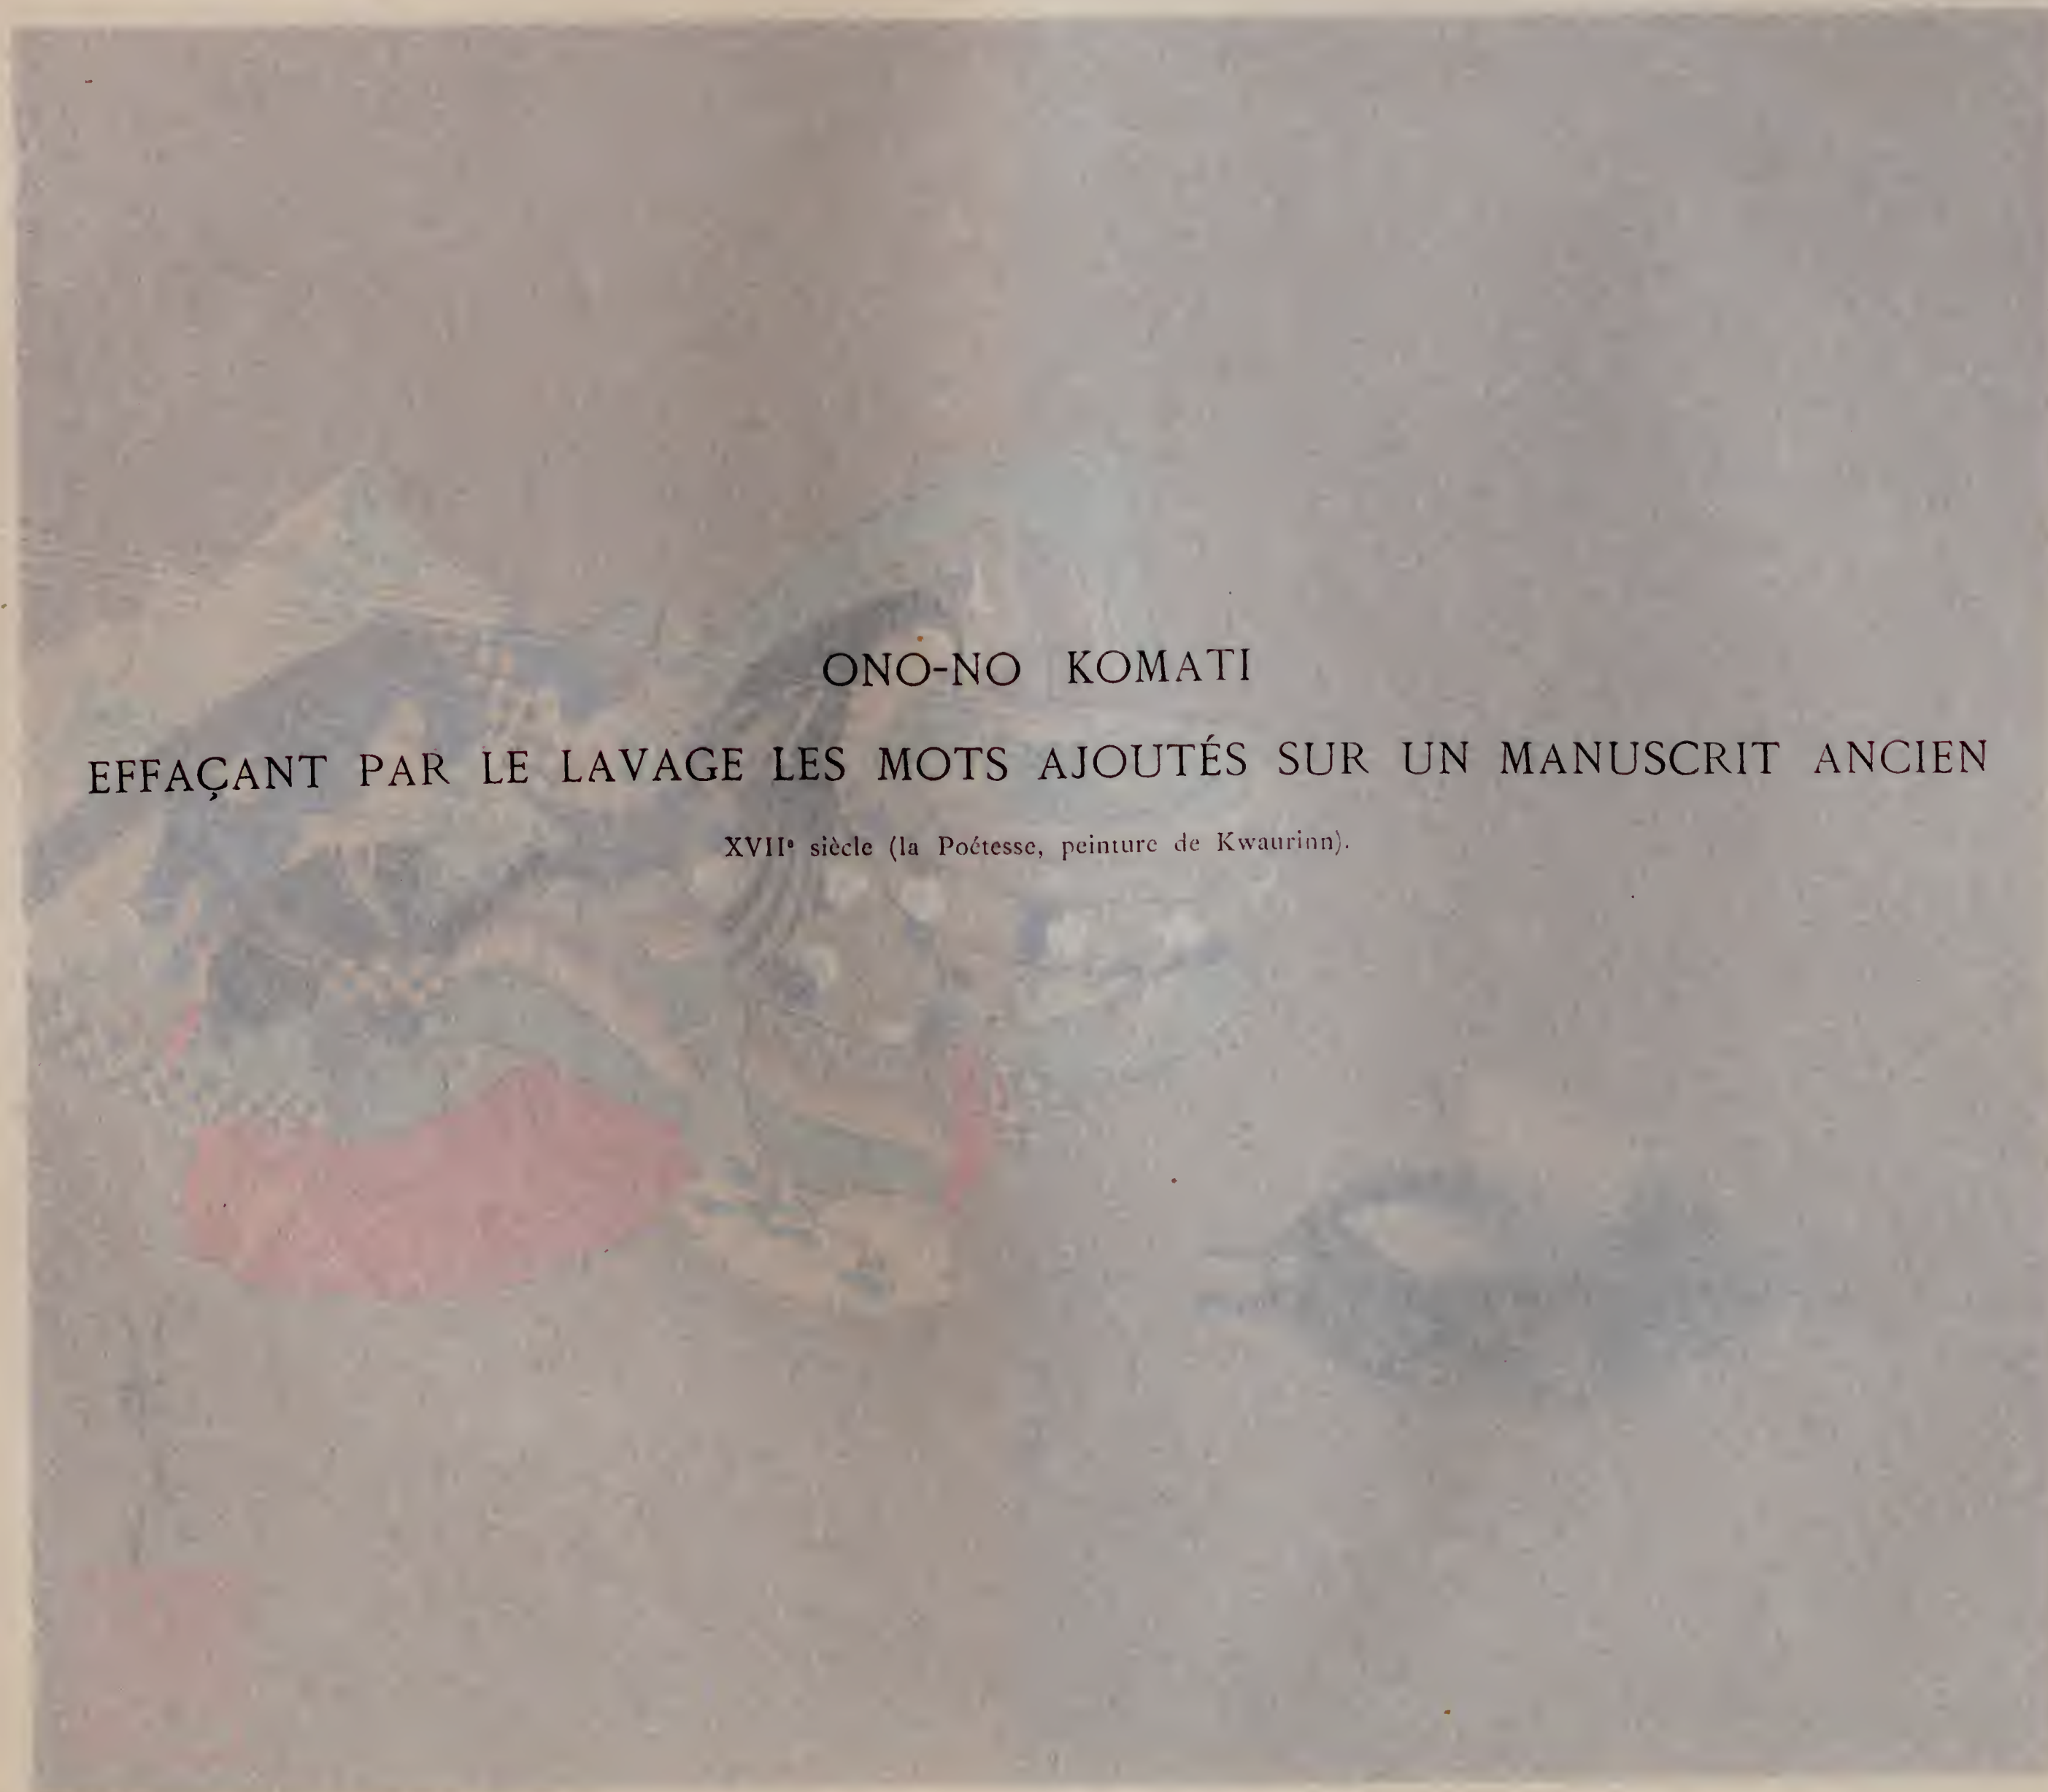 ONO-NO KOMATI
EFFAÇANT PAR LE LAVAGE LES MOTS AJOUTÉS SUR UN MANUSCRIT ANCIEN
XVIIᵉ siècle (la Poétesse, peinture de Kwaurinn).